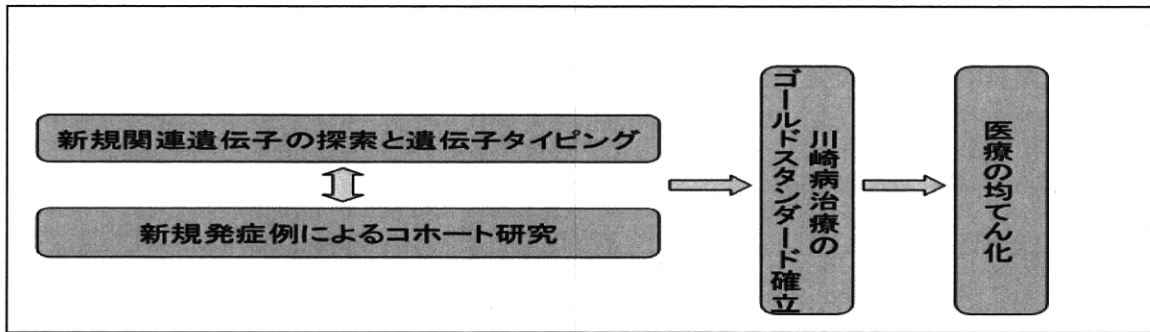 新規関連遺伝子の探索と遺伝子タイピング
新規発症例によるコホート研究
川崎病治療の
ゴールドスタンダード確立
医療の均てん化